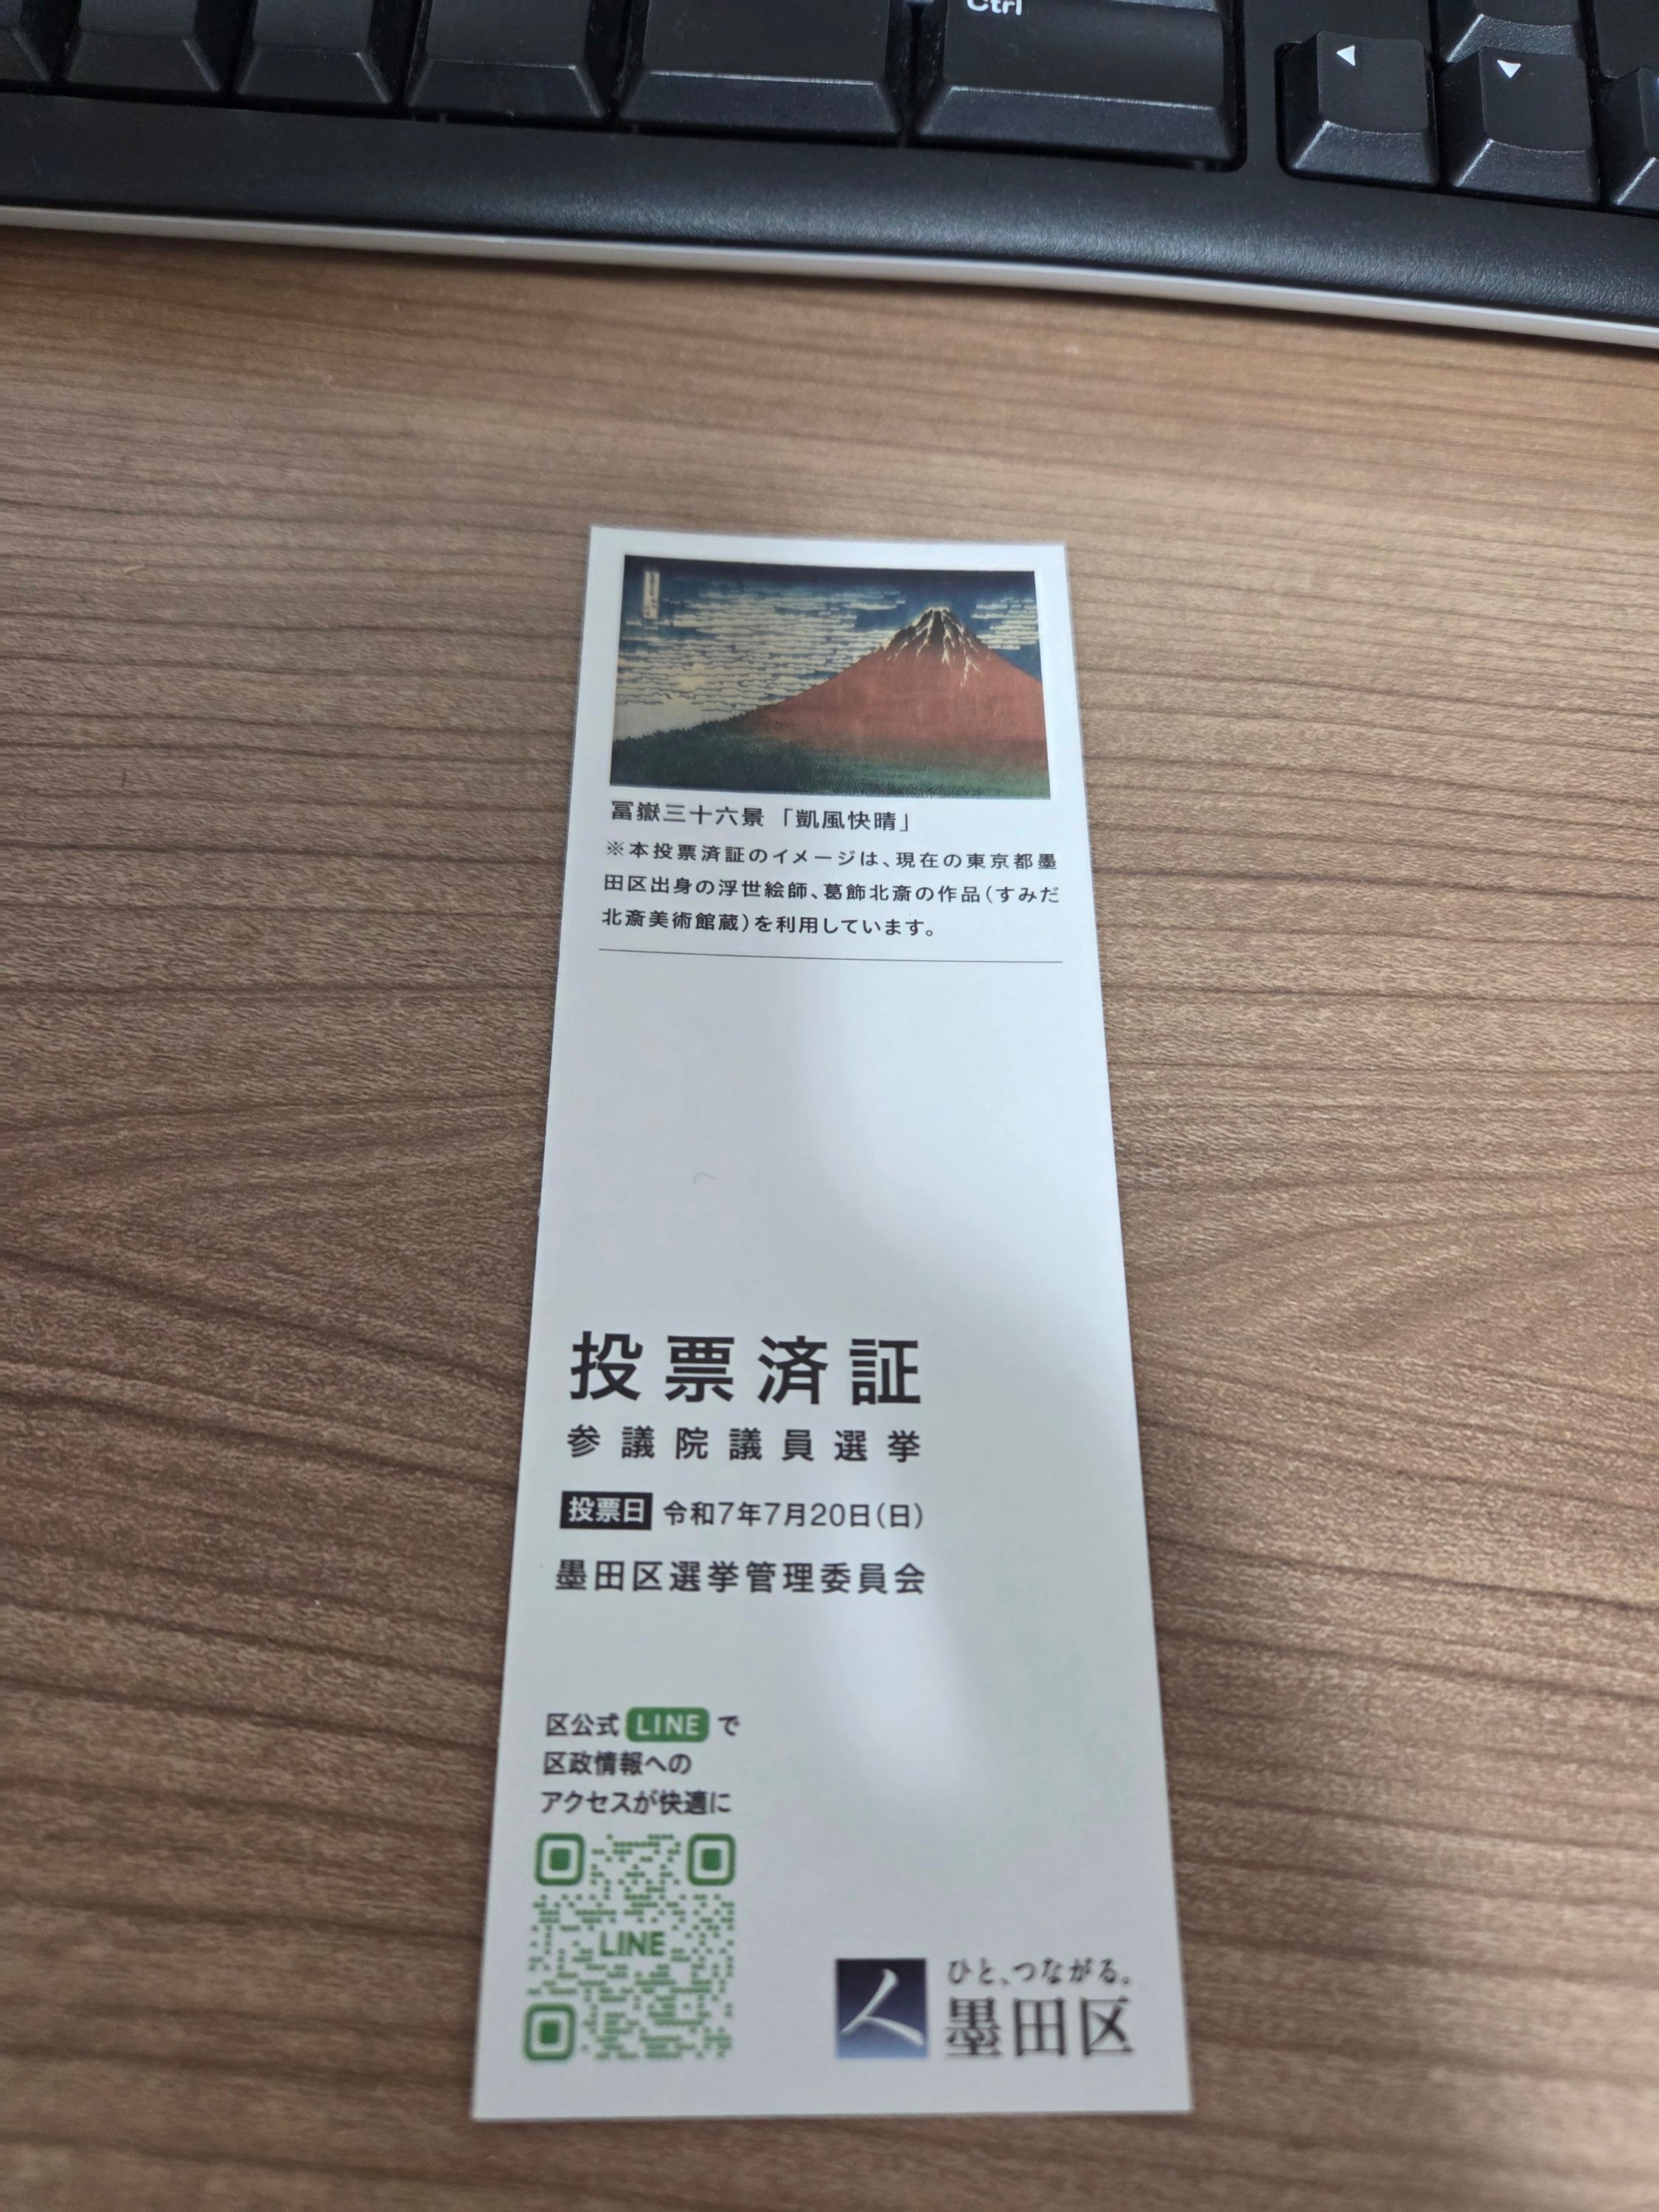 Ctrl
冨嶽三十六景「凱風快晴」
※本投票済証のイメージは、現在の東京都墨
田区出身の浮世絵師、葛飾北斎の作品(すみだ
北斎美術館蔵)を利用しています。
投票済証
参議院議員選挙
投票日 令和7年7月20日(日)
墨田区選挙管理委員会
区公式 LINE で
区政情報への
アクセスが快適に
LINE
人
ひと、つながる。
墨田区